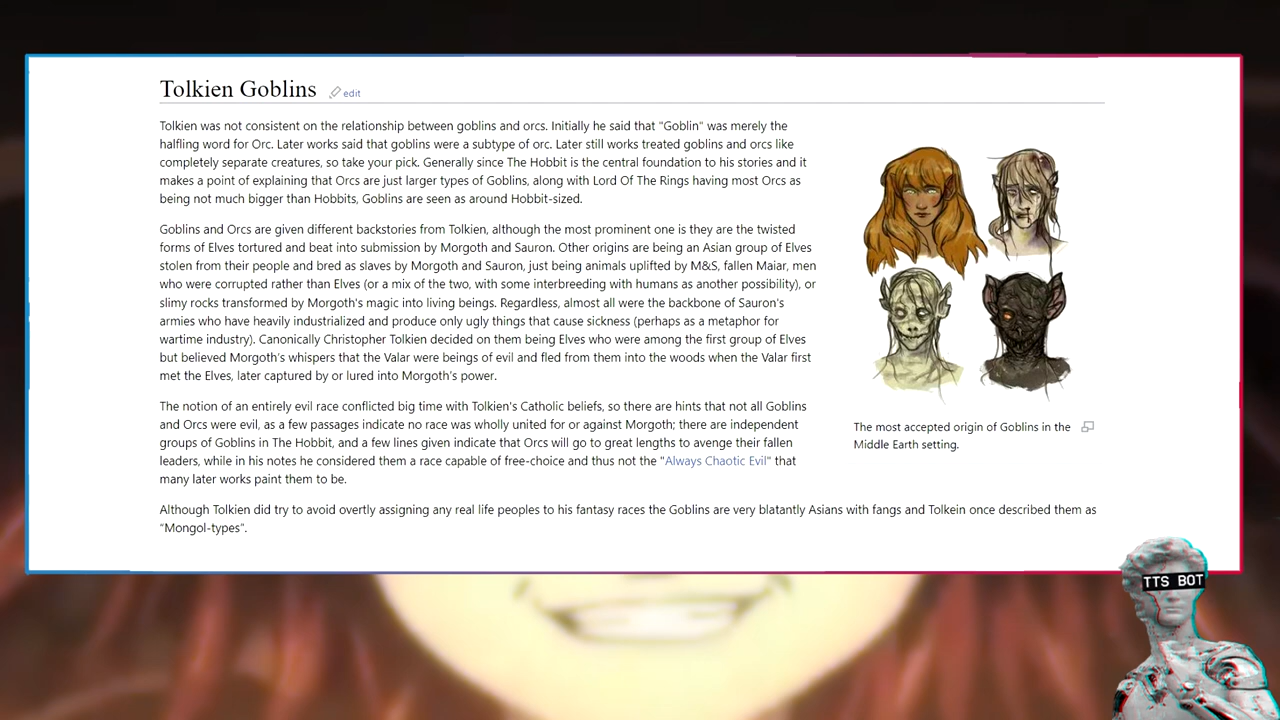 Tolkien Goblins edit
Tolkien was not consistent on the relationship between goblins and orcs. Initially he said that "Goblin" was merely the
halfling word for Orc. Later works said that goblins were a subtype of orc. Later still works treated goblins and orcs like
completely separate creatures, so take your pick. Generally since The Hobbit is the central foundation to his stories and it
makes a point of explaining that Orcs are just larger types of Goblins, along with Lord Of The Rings having most Orcs as
being not much bigger than Hobbits, Goblins are seen as around Hobbit-sized.
Goblins and Orcs are given different backstories from Tolkien, although the most prominent one is they are the twisted
forms of Elves tortured and beat into submission by Morgoth and Sauron. Other origins are being an Asian group of Elves
stolen from their people and bred as slaves by Morgoth and Sauron, just being animals uplifted by M&S, fallen Maiar, men
who were corrupted rather than Elves (or a mix of the two, with some interbreeding with humans as another possibility), or
slimy rocks transformed by Morgoth's magic into living beings. Regardless, almost all were the backbone of Sauron's
armies who have heavily industrialized and produce only ugly things that cause sickness (perhaps as a metaphor for
wartime industry). Canonically Christopher Tolkien decided on them being Elves who were among the first group of Elves
but believed Morgoth's whispers that the Valar were beings of evil and fled from them into the woods when the Valar first
met the Elves, later captured by or lured into Morgoth's power.
The notion of an entirely evil race conflicted big time with Tolkien's Catholic beliefs, so there are hints that not all Goblins
and Orcs were evil, as a few passages indicate no race was wholly united for or against Morgoth; there are independent
groups of Goblins in The Hobbit, and a few lines given indicate that Orcs will go to great lengths to avenge their fallen
leaders, while in his notes he considered them a race capable of free-choice and thus not the "Always Chaotic Evil" that
many later works paint them to be.
The most accepted origin of Goblins in the
Middle Earth setting.
Although Tolkien did try to avoid overtly assigning any real life peoples to his fantasy races the Goblins are very blatantly Asians with fangs and Tolkein once described them as
“Mongol-types”.
TTS BOT